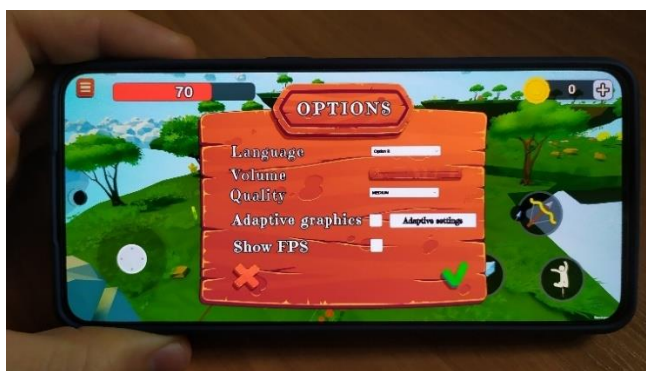 70
0
OPTIONS
Language
Volume
Quality
MEDIUM
Adaptive graphics
Adaptive settings
Show FPS